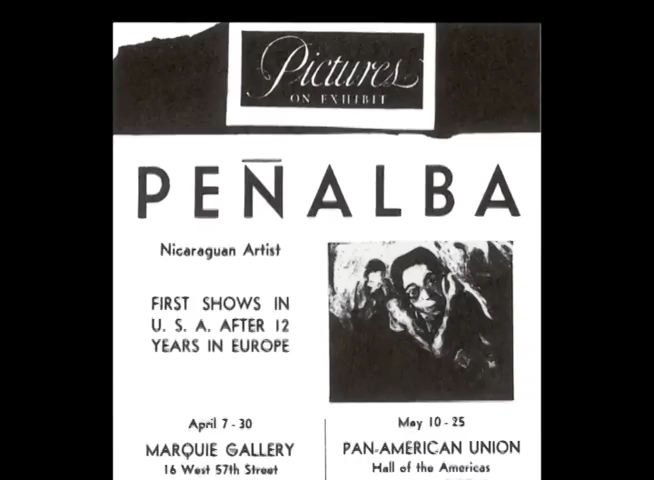 Pictures
ON EXHIBIT
PEÑALBA
Nicaraguan Artist
FIRST SHOWS IN
U. S. A. AFTER 12
YEARS IN EUROPE
April 7 - 30
MARQUIE GALLERY
16 West 57th Street
May 10 - 25
PAN-AMERICAN UNION
Hall of the Americas